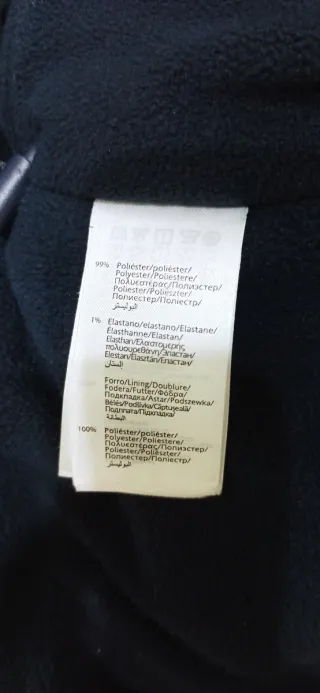 99% Poliéster/poliéster/
Polyester/Poliestere/
Πολυεστέρας/Полиэстер/
Poliester/Poliészter/
Полиестер/Поліестр/
البوليستر
1% Elastano/elastano/Elastane/
Élasthanne/Elastan/
Elasthan/Ελαστομερής
πολυουρεθάνη/Эластан/
Elestan/Elasztán/Еластан/
إلستان
Forro/Lining/Doublure/
Fodera/Futter/Φόδρα/
Подкладка/Astar/Podszewka/
Bélés/Podšívka/Căptușeală/
Подплата/Підкладка/
البطانة
100% Poliéster/poliéster/
Polyester/Poliestere/
Πολυεστέρας/Полиэстер/
Poliester/Poliészter/
Полиестер/Поліестр/
البوليستر